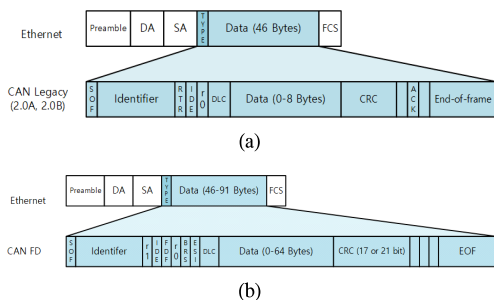 Ethernet
Preamble DA SA TYPE Data (46 Bytes) FCS
CAN Legacy
(2.0A, 2.0B)
SOF Identifier RTR IDE r0 DLC Data (0-8 Bytes) CRC ACK End-of-frame
(a)
Ethernet
Preamble DA SA TYPE Data (46-91 Bytes) FCS
CAN FD
SOF Identifer r1 IDE FDF r0 BRS ESI DLC Data (0-64 Bytes) CRC (17 or 21 bit) EOF
(b)